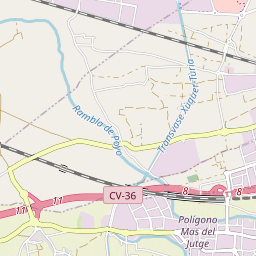 Rambla de Poyo
Transvase Xúquer-Túria
11
11
CV-36
8
8
Polígono
Mas del
Jutge